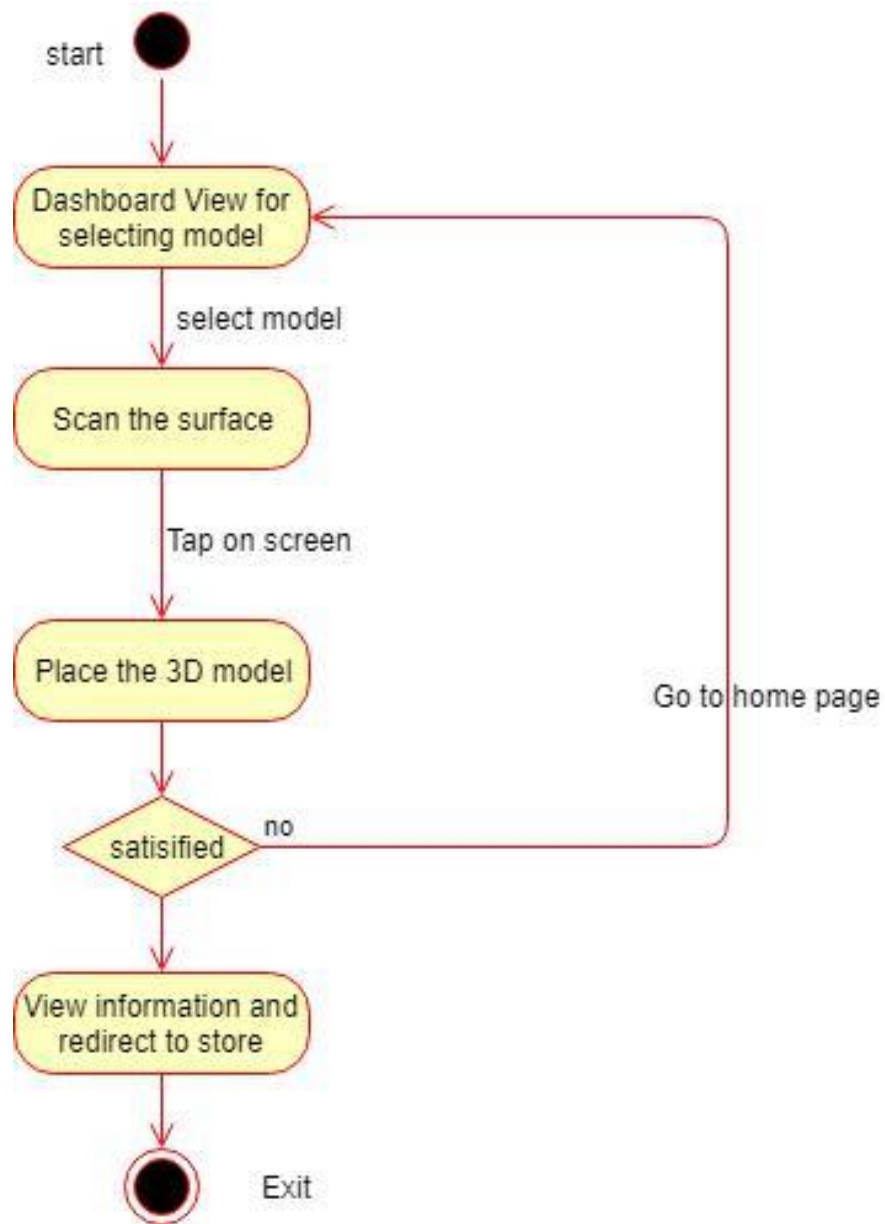 start
Dashboard View for
selecting model
select model
Scan the surface
Tap on screen
Place the 3D model
Go to home page
no
satisified
View information and
redirect to store
Exit